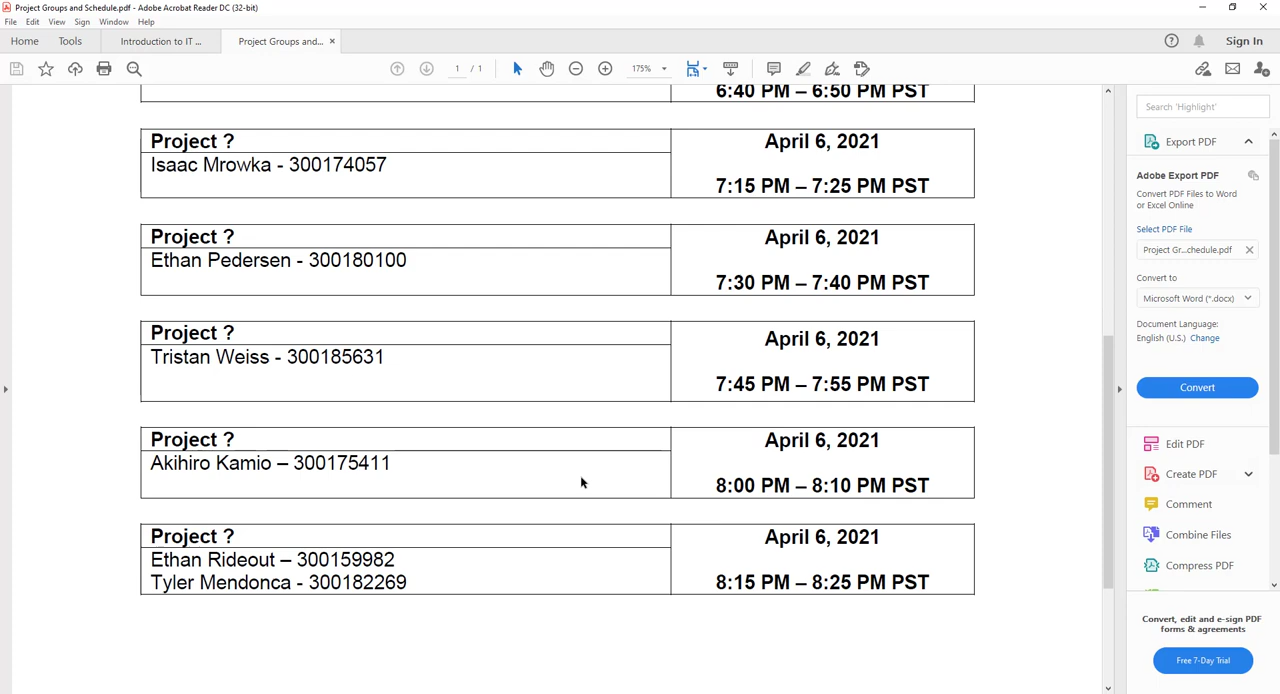 Project Groups and Schedule.pdf - Adobe Acrobat Reader DC (32-bit)
File Edit View Sign Window Help
Home Tools Introduction to IT ... Project Groups and... × Sign In
1 / 1 175%
6:40 PM – 6:50 PM PST
Project ? April 6, 2021
Isaac Mrowka - 300174057
7:15 PM – 7:25 PM PST
Project ? April 6, 2021
Ethan Pedersen - 300180100
7:30 PM – 7:40 PM PST
Project ? April 6, 2021
Tristan Weiss - 300185631
7:45 PM – 7:55 PM PST
Project ? April 6, 2021
Akihiro Kamio – 300175411
8:00 PM – 8:10 PM PST
Project ? April 6, 2021
Ethan Rideout – 300159982
Tyler Mendonca - 300182269 8:15 PM – 8:25 PM PST
Search 'Highlight'
Export PDF
Adobe Export PDF
Convert PDF Files to Word
or Excel Online
Select PDF File
Project Gr...chedule.pdf
Convert to
Microsoft Word (*.docx)
Document Language:
English (U.S.) Change
Convert
Edit PDF
Create PDF
Comment
Combine Files
Compress PDF
Convert, edit and e-sign PDF
forms & agreements
Free 7-Day Trial